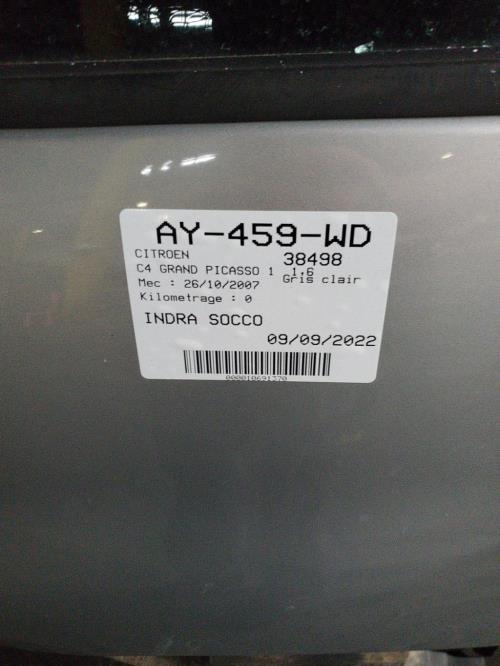 AY-459-WD
CITROEN 38498
C4 GRAND PICASSO 1 1.6
Mec : 26/10/2007 Gris clair
Kilometrage : 0
INDRA SOCCO
09/09/2022